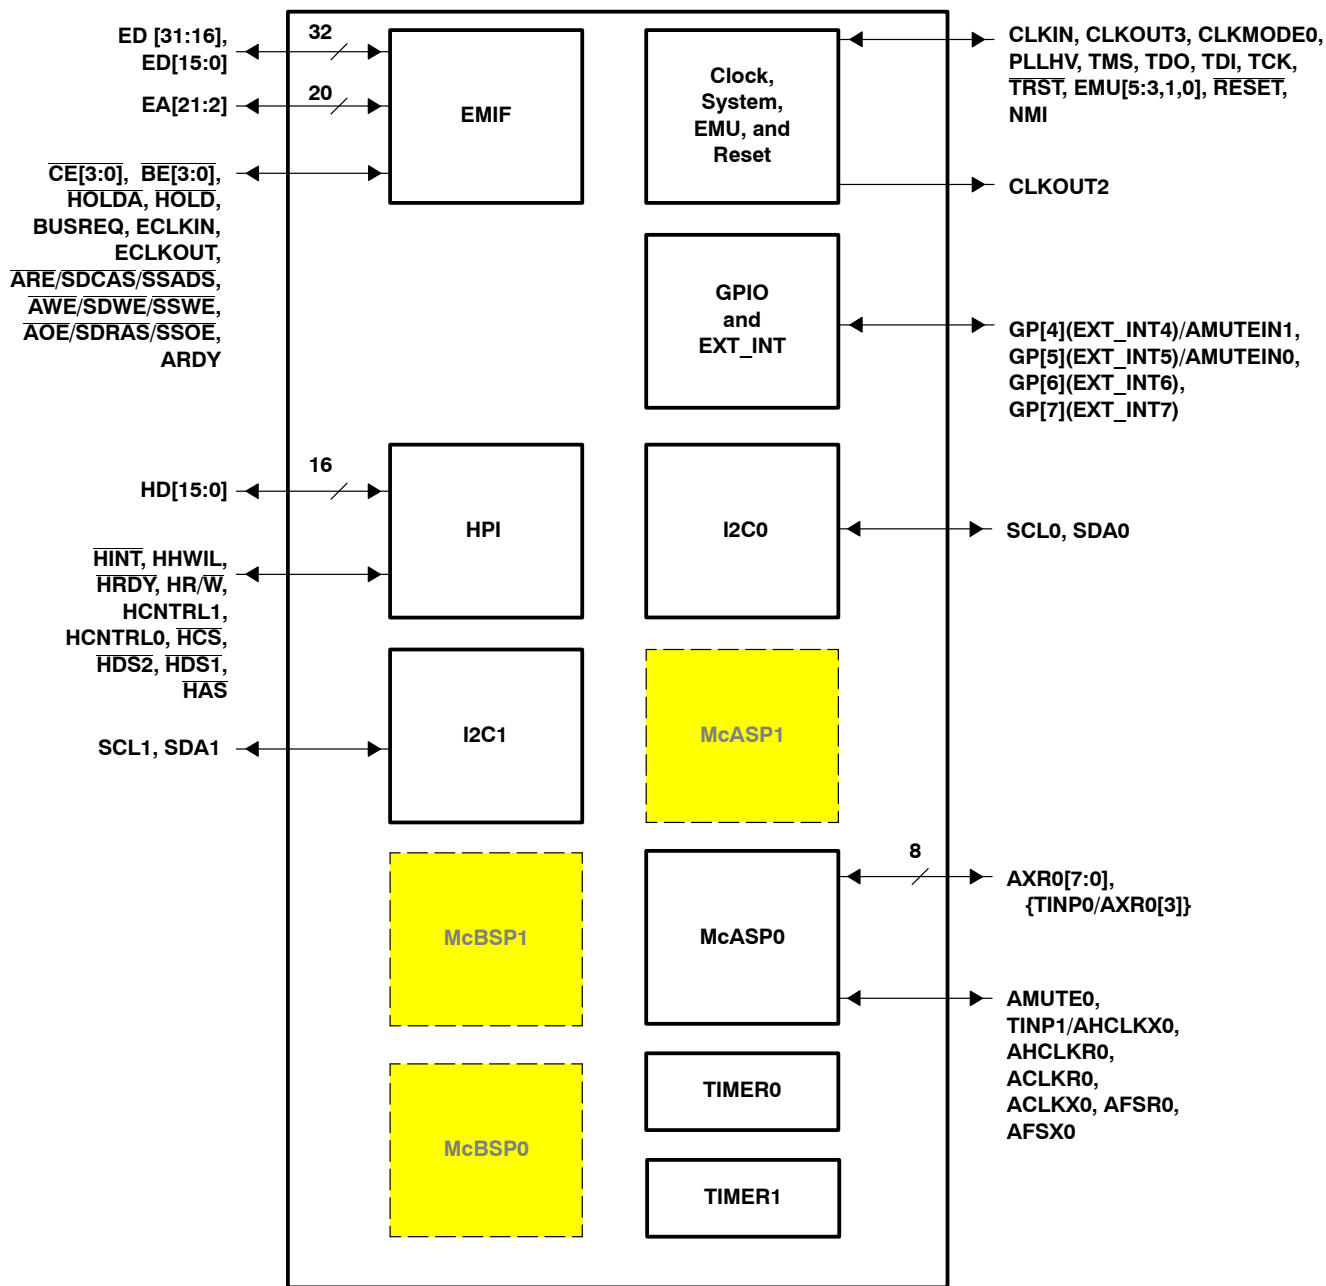 ED [31:16],
ED[15:0]
32
EA[21:2]
20
CE[3:0], BE[3:0],
HOLDA, HOLD,
BUSREQ, ECLKIN,
ECLKOUT,
ARE/SDCAS/SSADS,
AWE/SDWE/SSWE,
AOE/SDRAS/SSOE,
ARDY
EMIF
Clock,
System,
EMU, and
Reset
CLKIN, CLKOUT3, CLKMODE0,
PLLHV, TMS, TDO, TDI, TCK,
TRST, EMU[5:3,1,0], RESET,
NMI
CLKOUT2
GPIO
and
EXT_INT
GP[4](EXT_INT4)/AMUTEIN1,
GP[5](EXT_INT5)/AMUTEIN0,
GP[6](EXT_INT6),
GP[7](EXT_INT7)
HD[15:0]
16
HINT, HHWIL,
HRDY, HR/W,
HCNTRL1,
HCNTRL0, HCS,
HDS2, HDS1,
HAS
HPI
I2C0
SCL0, SDA0
SCL1, SDA1
I2C1
McASP1
McBSP1
McASP0
8
AXR0[7:0],
{TINP0/AXR0[3]}
AMUTE0,
TINP1/AHCLKX0,
AHCLKR0,
ACLKR0,
ACLKX0, AFSR0,
AFSX0
McBSP0
TIMER0
TIMER1